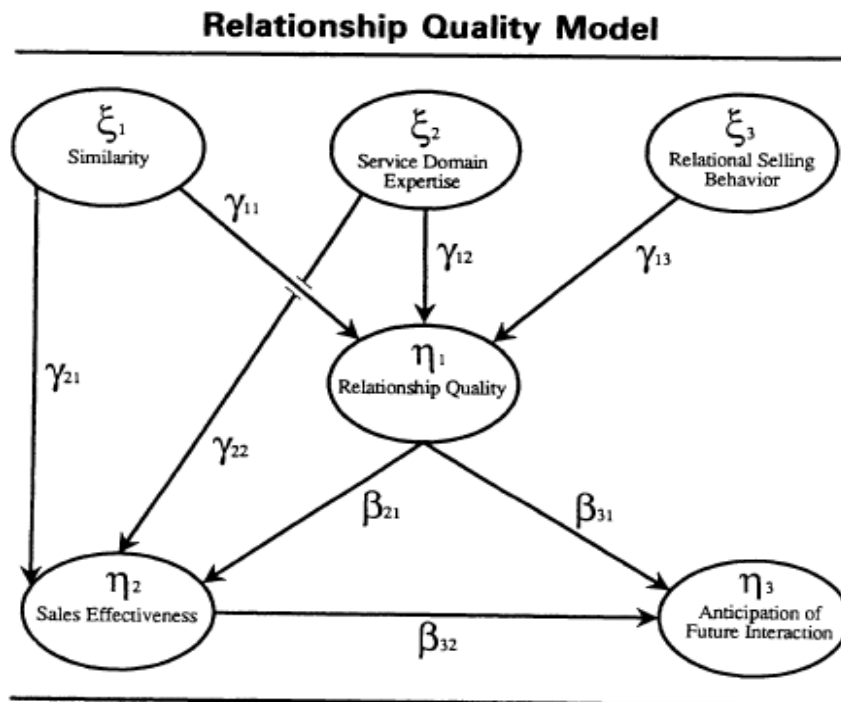 Relationship Quality Model
ξ1
Similarity
ξ2
Service Domain
Expertise
ξ3
Relational Selling
Behavior
γ11
γ12
γ13
η1
Relationship Quality
γ21
γ22
β21
β31
η2
Sales Effectiveness
η3
Anticipation of
Future Interaction
β32